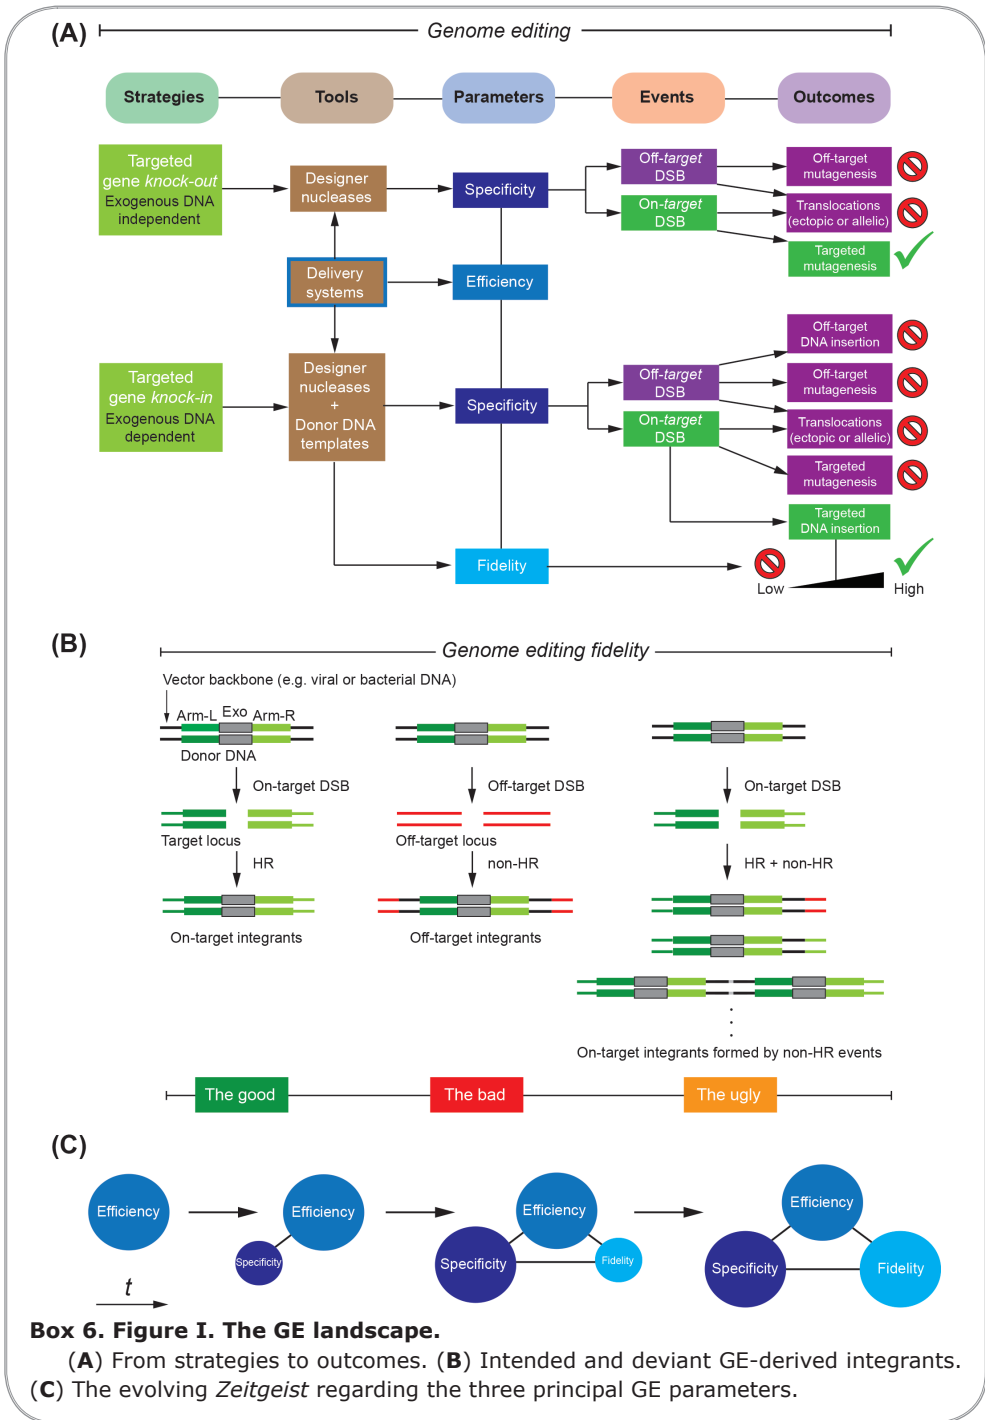 (A)
Genome editing
Strategies
Tools
Parameters
Events
Outcomes
Targeted
gene knock-out
Exogenous DNA
independent
Designer
nucleases
Specificity
Off-target
DSB
On-target
DSB
Off-target
mutagenesis
Translocations
(ectopic or allelic)
Targeted
mutagenesis
Delivery
systems
Efficiency
Targeted
gene knock-in
Exogenous DNA
dependent
Designer
nucleases
+
Donor DNA
templates
Specificity
Off-target
DSB
On-target
DSB
Off-target
DNA insertion
Off-target
mutagenesis
Translocations
(ectopic or allelic)
Targeted
mutagenesis
Targeted
DNA insertion
Fidelity
Low
High
(B)
Genome editing fidelity
Vector backbone (e.g. viral or bacterial DNA)
Arm-L
Exo
Arm-R
Donor DNA
On-target DSB
Off-target DSB
On-target DSB
Target locus
Off-target locus
HR
non-HR
HR + non-HR
On-target integrants
Off-target integrants
On-target integrants formed by non-HR events
The good
The bad
The ugly
(C)
Efficiency
Efficiency
Specificity
Efficiency
Specificity
Fidelity
Efficiency
Specificity
Fidelity
t
Box 6. Figure I. The GE landscape.
(A) From strategies to outcomes. (B) Intended and deviant GE-derived integrants.
(C) The evolving Zeitgeist regarding the three principal GE parameters.